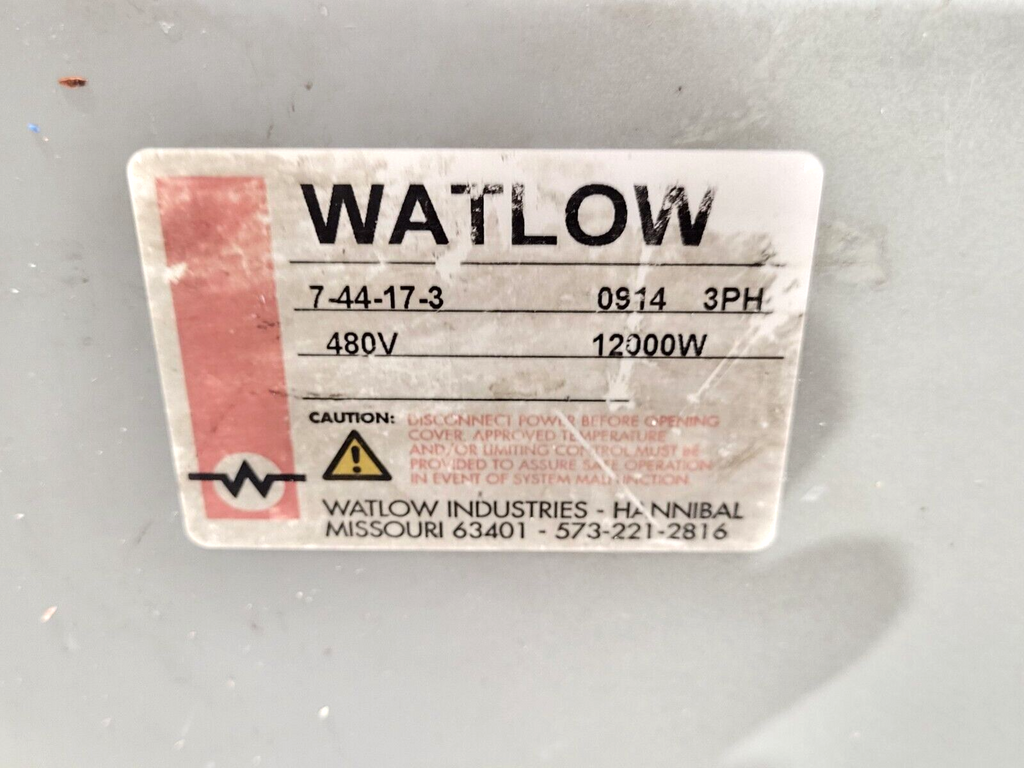 WATLOW
7-44-17-3 0914 3PH
480V 12000W
CAUTION: DISCONNECT POWER BEFORE OPENING
COVER. APPROVED TEMPERATURE
AND/OR LIMITING CONTROL MUST BE
PROVIDED TO ASSURE SAFE OPERATION
IN EVENT OF SYSTEM MALFUNCTION.
WATLOW INDUSTRIES - HANNIBAL
MISSOURI 63401 - 573-221-2816